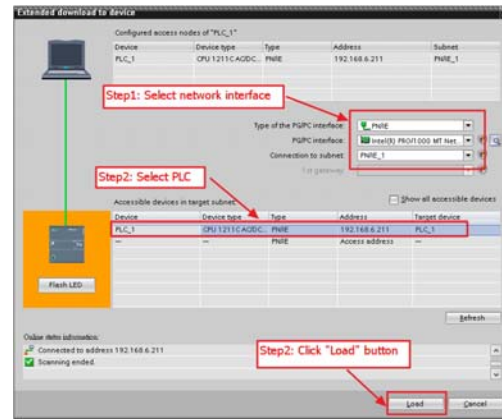 Extended download to device
Configured access nodes of "PLC_1"
Device Device type Type Address Subnet
PLC_1 CPU 1211C AC/DC... PN/IE 192.168.6.211 PN/IE_1
Step1: Select network interface
Type of the PG/PC interface: PN/IE
PG/PC interface: Intel(R) PRO/1000 MT Net...
Connection to subnet: PN/IE_1
1st gateway:
Step2: Select PLC
Accessible devices in target subnet: Show all accessible devices
Device Device type Type Address Target device
PLC_1 CPU 1211C AC/DC... PN/IE 192.168.6.211 PLC_1
— — PN/IE Access address —
Flash LED
Refresh
Online status information:
Connected to address 192.168.6.211
Scanning ended.
Step2: Click "Load" button
Load Cancel